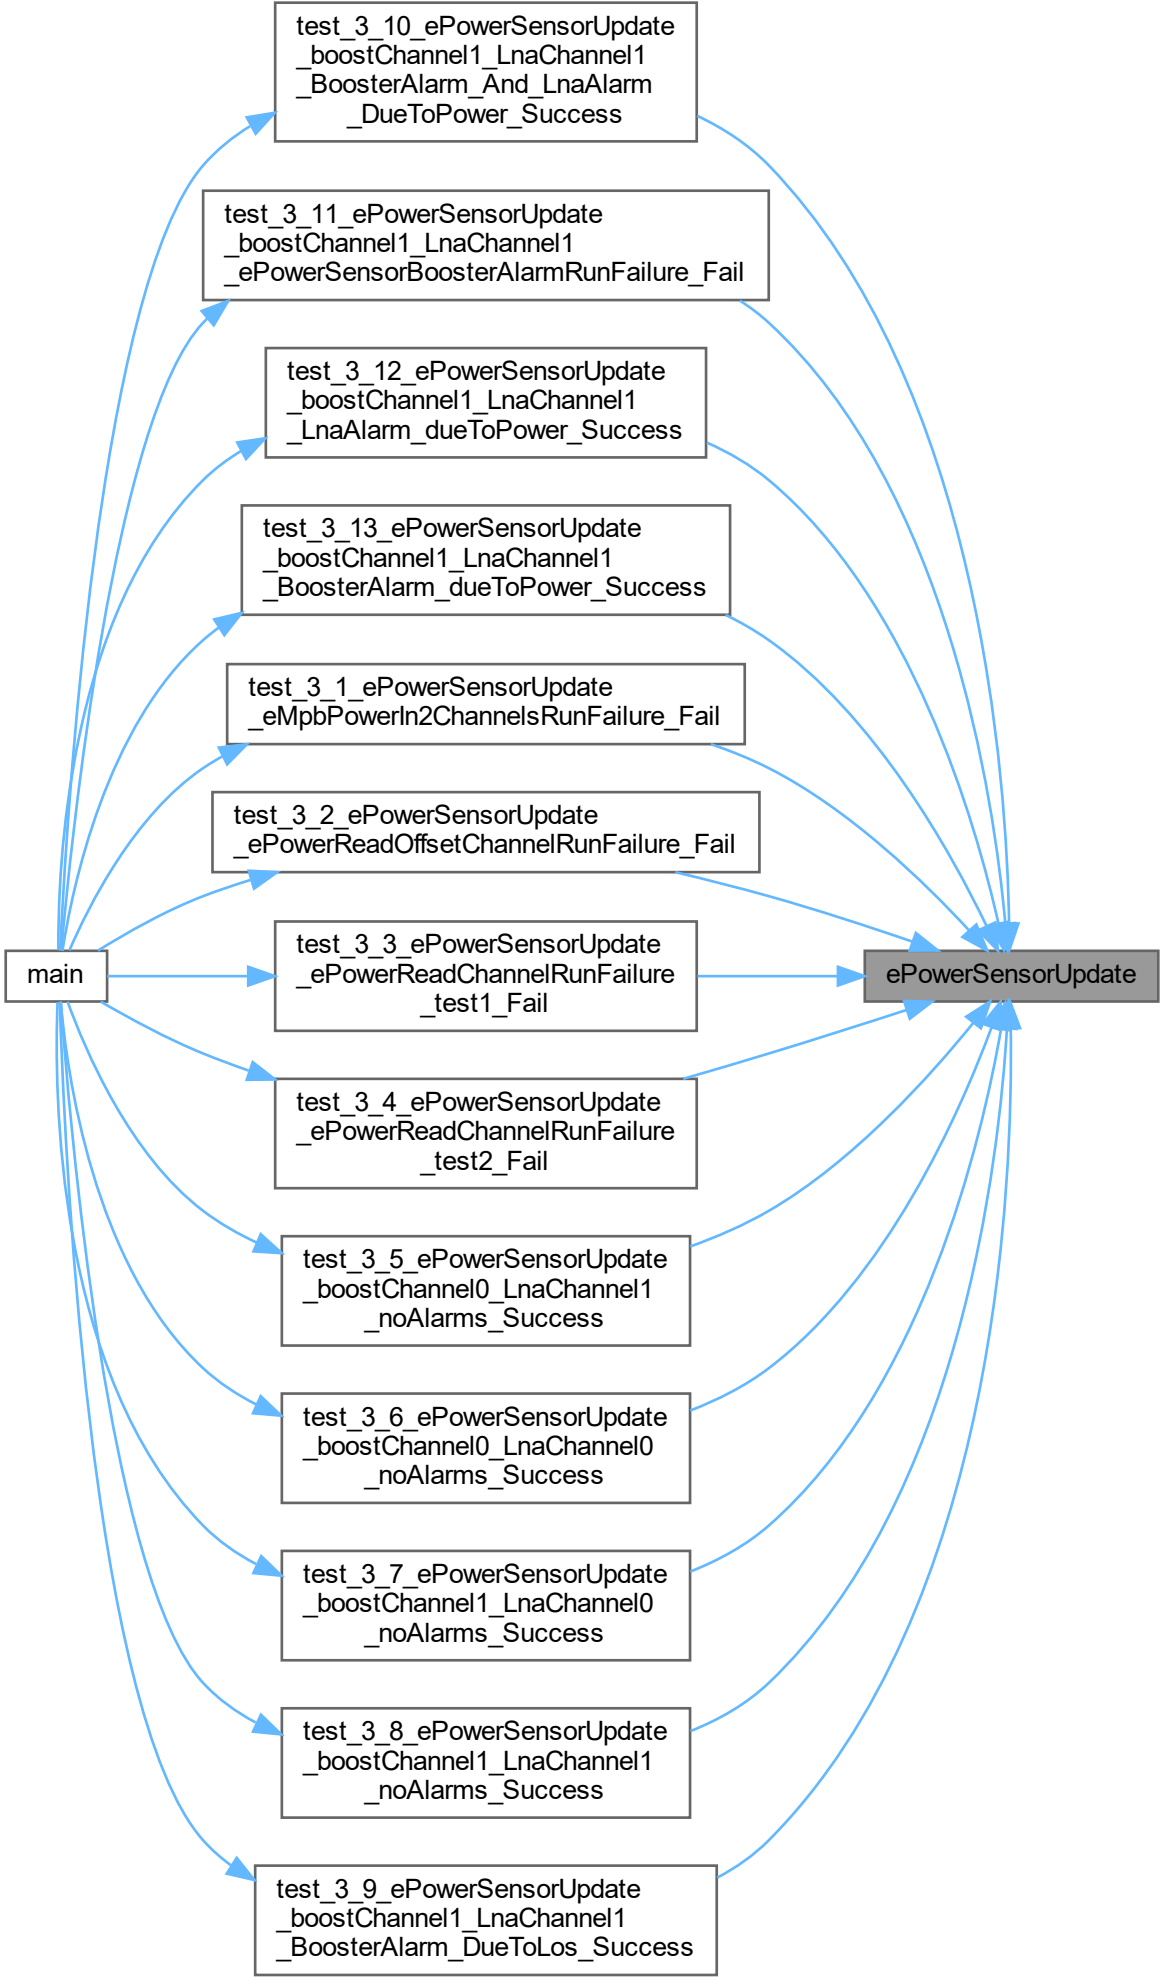 test_3_10_ePowerSensorUpdate
_boostChannel1_LnaChannel1
_BoosterAlarm_And_LnaAlarm
_DueToPower_Success
test_3_11_ePowerSensorUpdate
_boostChannel1_LnaChannel1
_ePowerSensorBoosterAlarmRunFailure_Fail
test_3_12_ePowerSensorUpdate
_boostChannel1_LnaChannel1
_LnaAlarm_dueToPower_Success
test_3_13_ePowerSensorUpdate
_boostChannel1_LnaChannel1
_BoosterAlarm_dueToPower_Success
test_3_1_ePowerSensorUpdate
_eMpbPowerIn2ChannelsRunFailure_Fail
test_3_2_ePowerSensorUpdate
_ePowerReadOffsetChannelRunFailure_Fail
main
test_3_3_ePowerSensorUpdate
_ePowerReadChannelRunFailure
_test1_Fail
ePowerSensorUpdate
test_3_4_ePowerSensorUpdate
_ePowerReadChannelRunFailure
_test2_Fail
test_3_5_ePowerSensorUpdate
_boostChannel0_LnaChannel1
_noAlarms_Success
test_3_6_ePowerSensorUpdate
_boostChannel0_LnaChannel0
_noAlarms_Success
test_3_7_ePowerSensorUpdate
_boostChannel1_LnaChannel0
_noAlarms_Success
test_3_8_ePowerSensorUpdate
_boostChannel1_LnaChannel1
_noAlarms_Success
test_3_9_ePowerSensorUpdate
_boostChannel1_LnaChannel1
_BoosterAlarm_DueToLos_Success